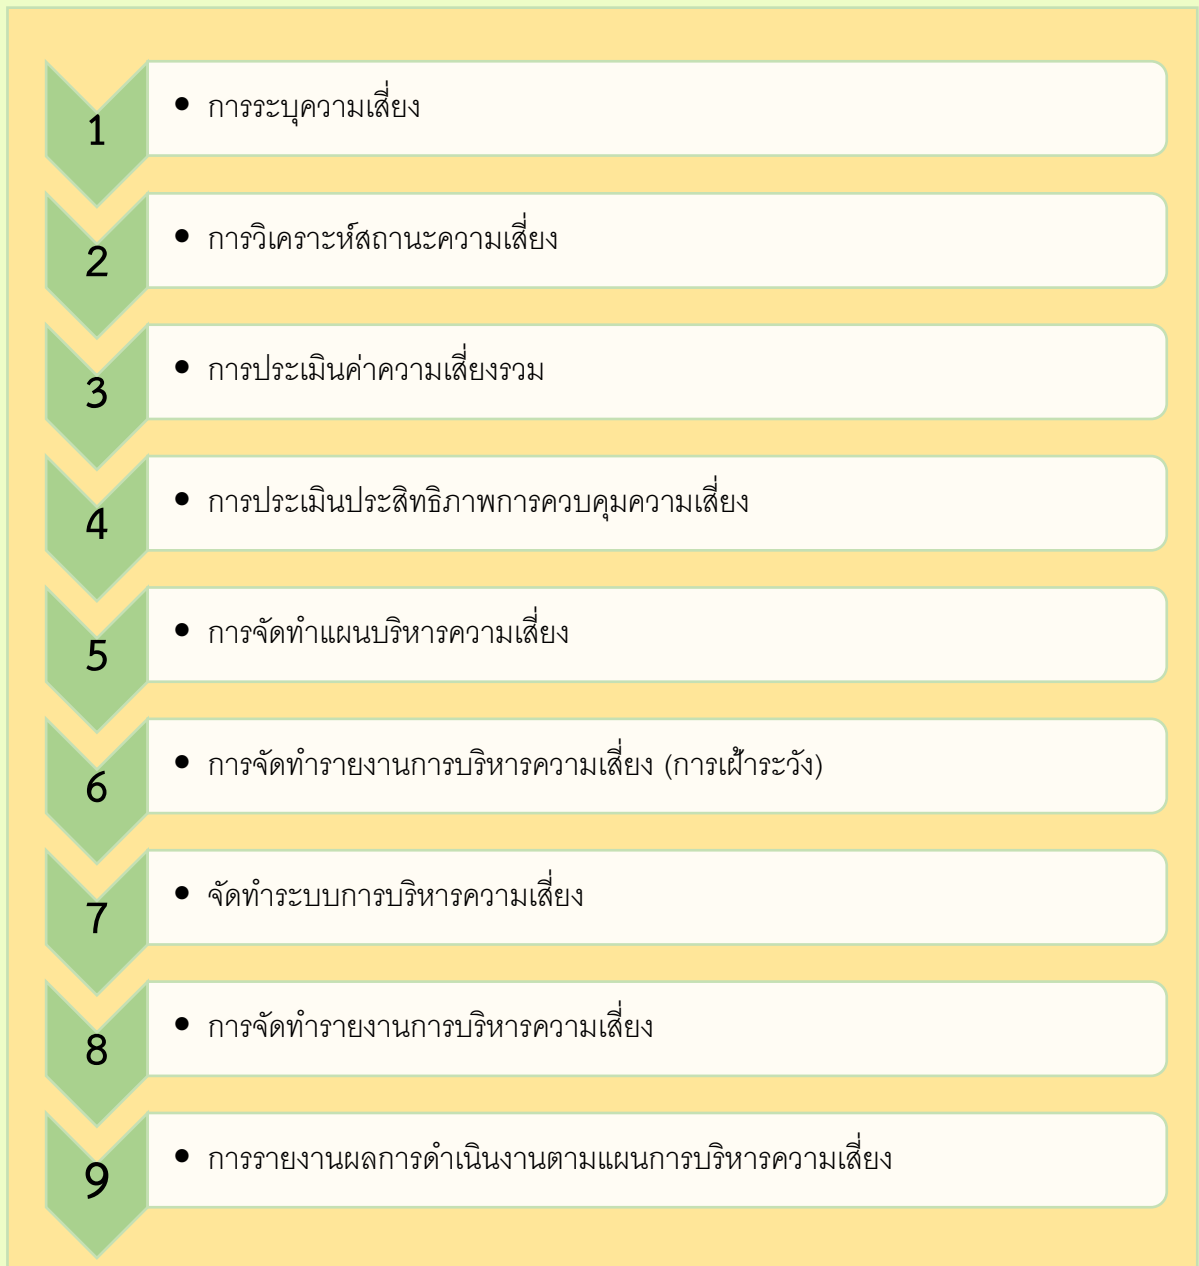 1
• การระบุความเสี่ยง
2
• การวิเคราะห์สถานะความเสี่ยง
3
• การประเมินค่าความเสี่ยงรวม
4
• การประเมินประสิทธิภาพการควบคุมความเสี่ยง
5
• การจัดทำแผนบริหารความเสี่ยง
6
• การจัดทำรายงานการบริหารความเสี่ยง (การเฝ้าระวัง)
7
• จัดทำระบบการบริหารความเสี่ยง
8
• การจัดทำรายงานการบริหารความเสี่ยง
9
• การรายงานผลการดำเนินงานตามแผนการบริหารความเสี่ยง